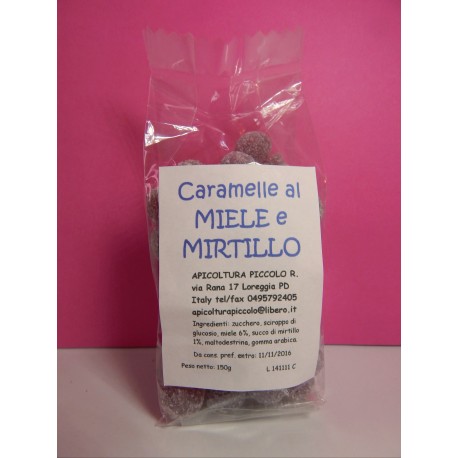 Caramelle al
MIELE e
MIRTILLO
APICOLTURA PICCOLO R.
via Rana 17 Loreggia PD
Italy tel/fax 0495792405
apicolturapiccolo@libero.it
Ingredienti: zucchero, sciroppo di
glucosio, miele 6%, succo di mirtillo
1%, maltodestrina, gomma arabica.
Da cons. pref. entro: 11/11/2016
Peso netto: 150g L 141111 C